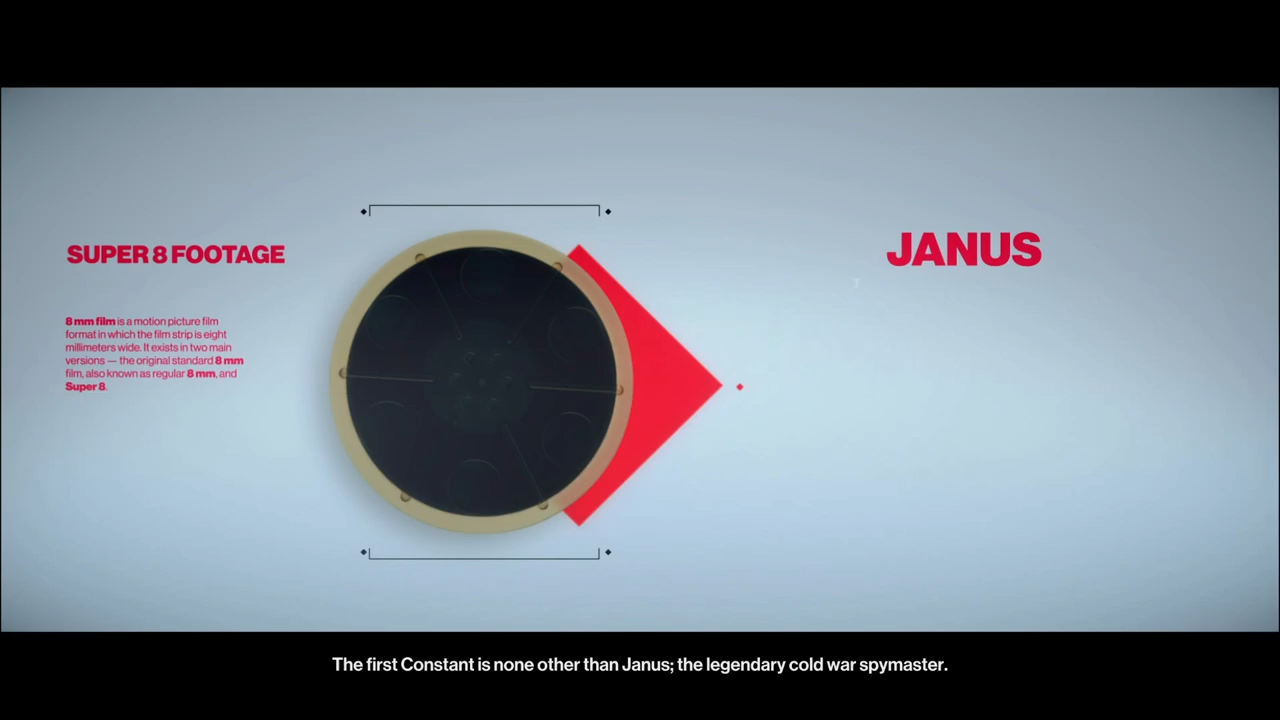 SUPER 8 FOOTAGE
8 mm film is a motion picture film
format in which the film strip is eight
millimeters wide. It exists in two main
versions — the original standard 8 mm
film, also known as regular 8 mm, and
Super 8.
JANUS
The first Constant is none other than Janus; the legendary cold war spymaster.